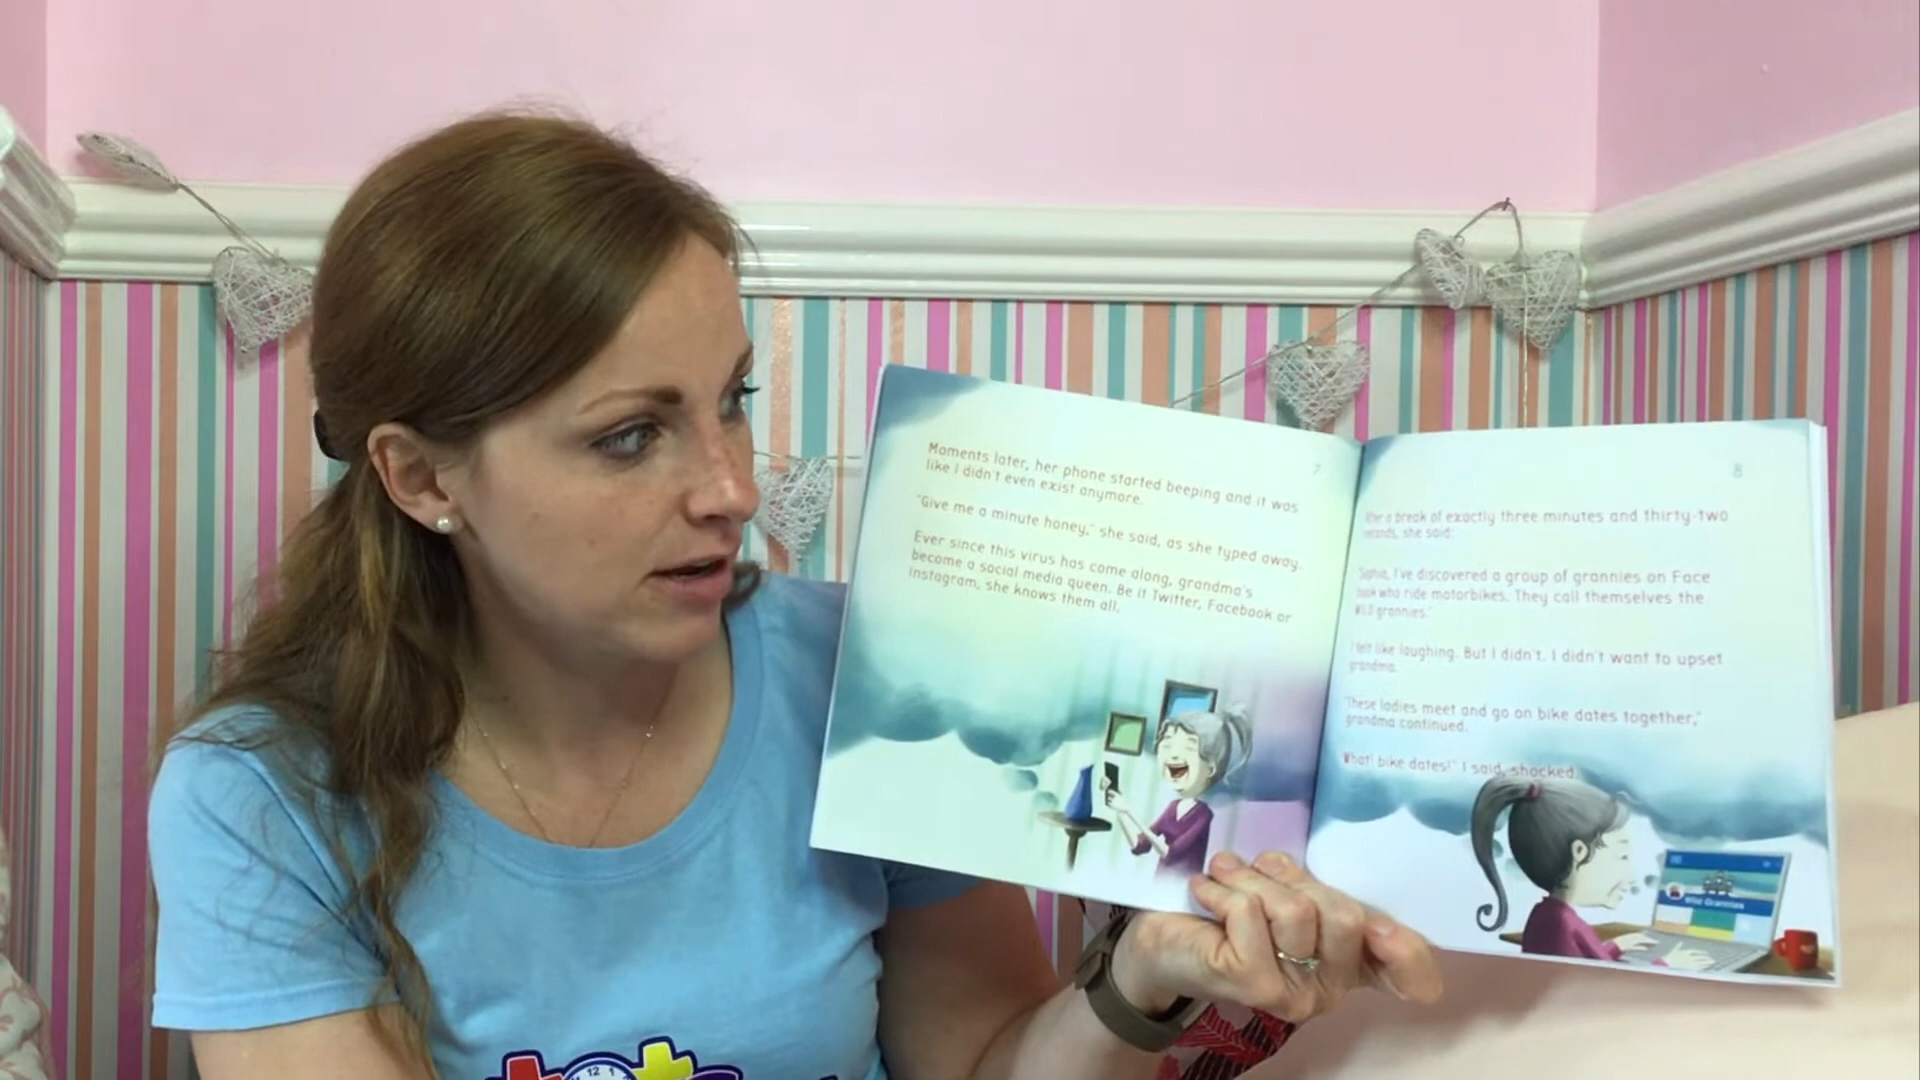 7
Moments later, her phone started beeping and it was
like I didn't even exist anymore.
"Give me a minute honey," she said, as she typed away.
Ever since this virus has come along, grandma's
become a social media queen. Be it Twitter, Facebook or
Instagram, she knows them all.
8
After a break of exactly three minutes and thirty-two
seconds, she said:
"Sophia, I've discovered a group of grannies on Face
book who ride motorbikes. They call themselves the
Wild grannies."
I felt like laughing. But I didn't. I didn't want to upset
grandma.
"These ladies meet and go on bike dates together,"
grandma continued.
"What! bike dates!" I said, shocked.
Wild Grannies
12 1